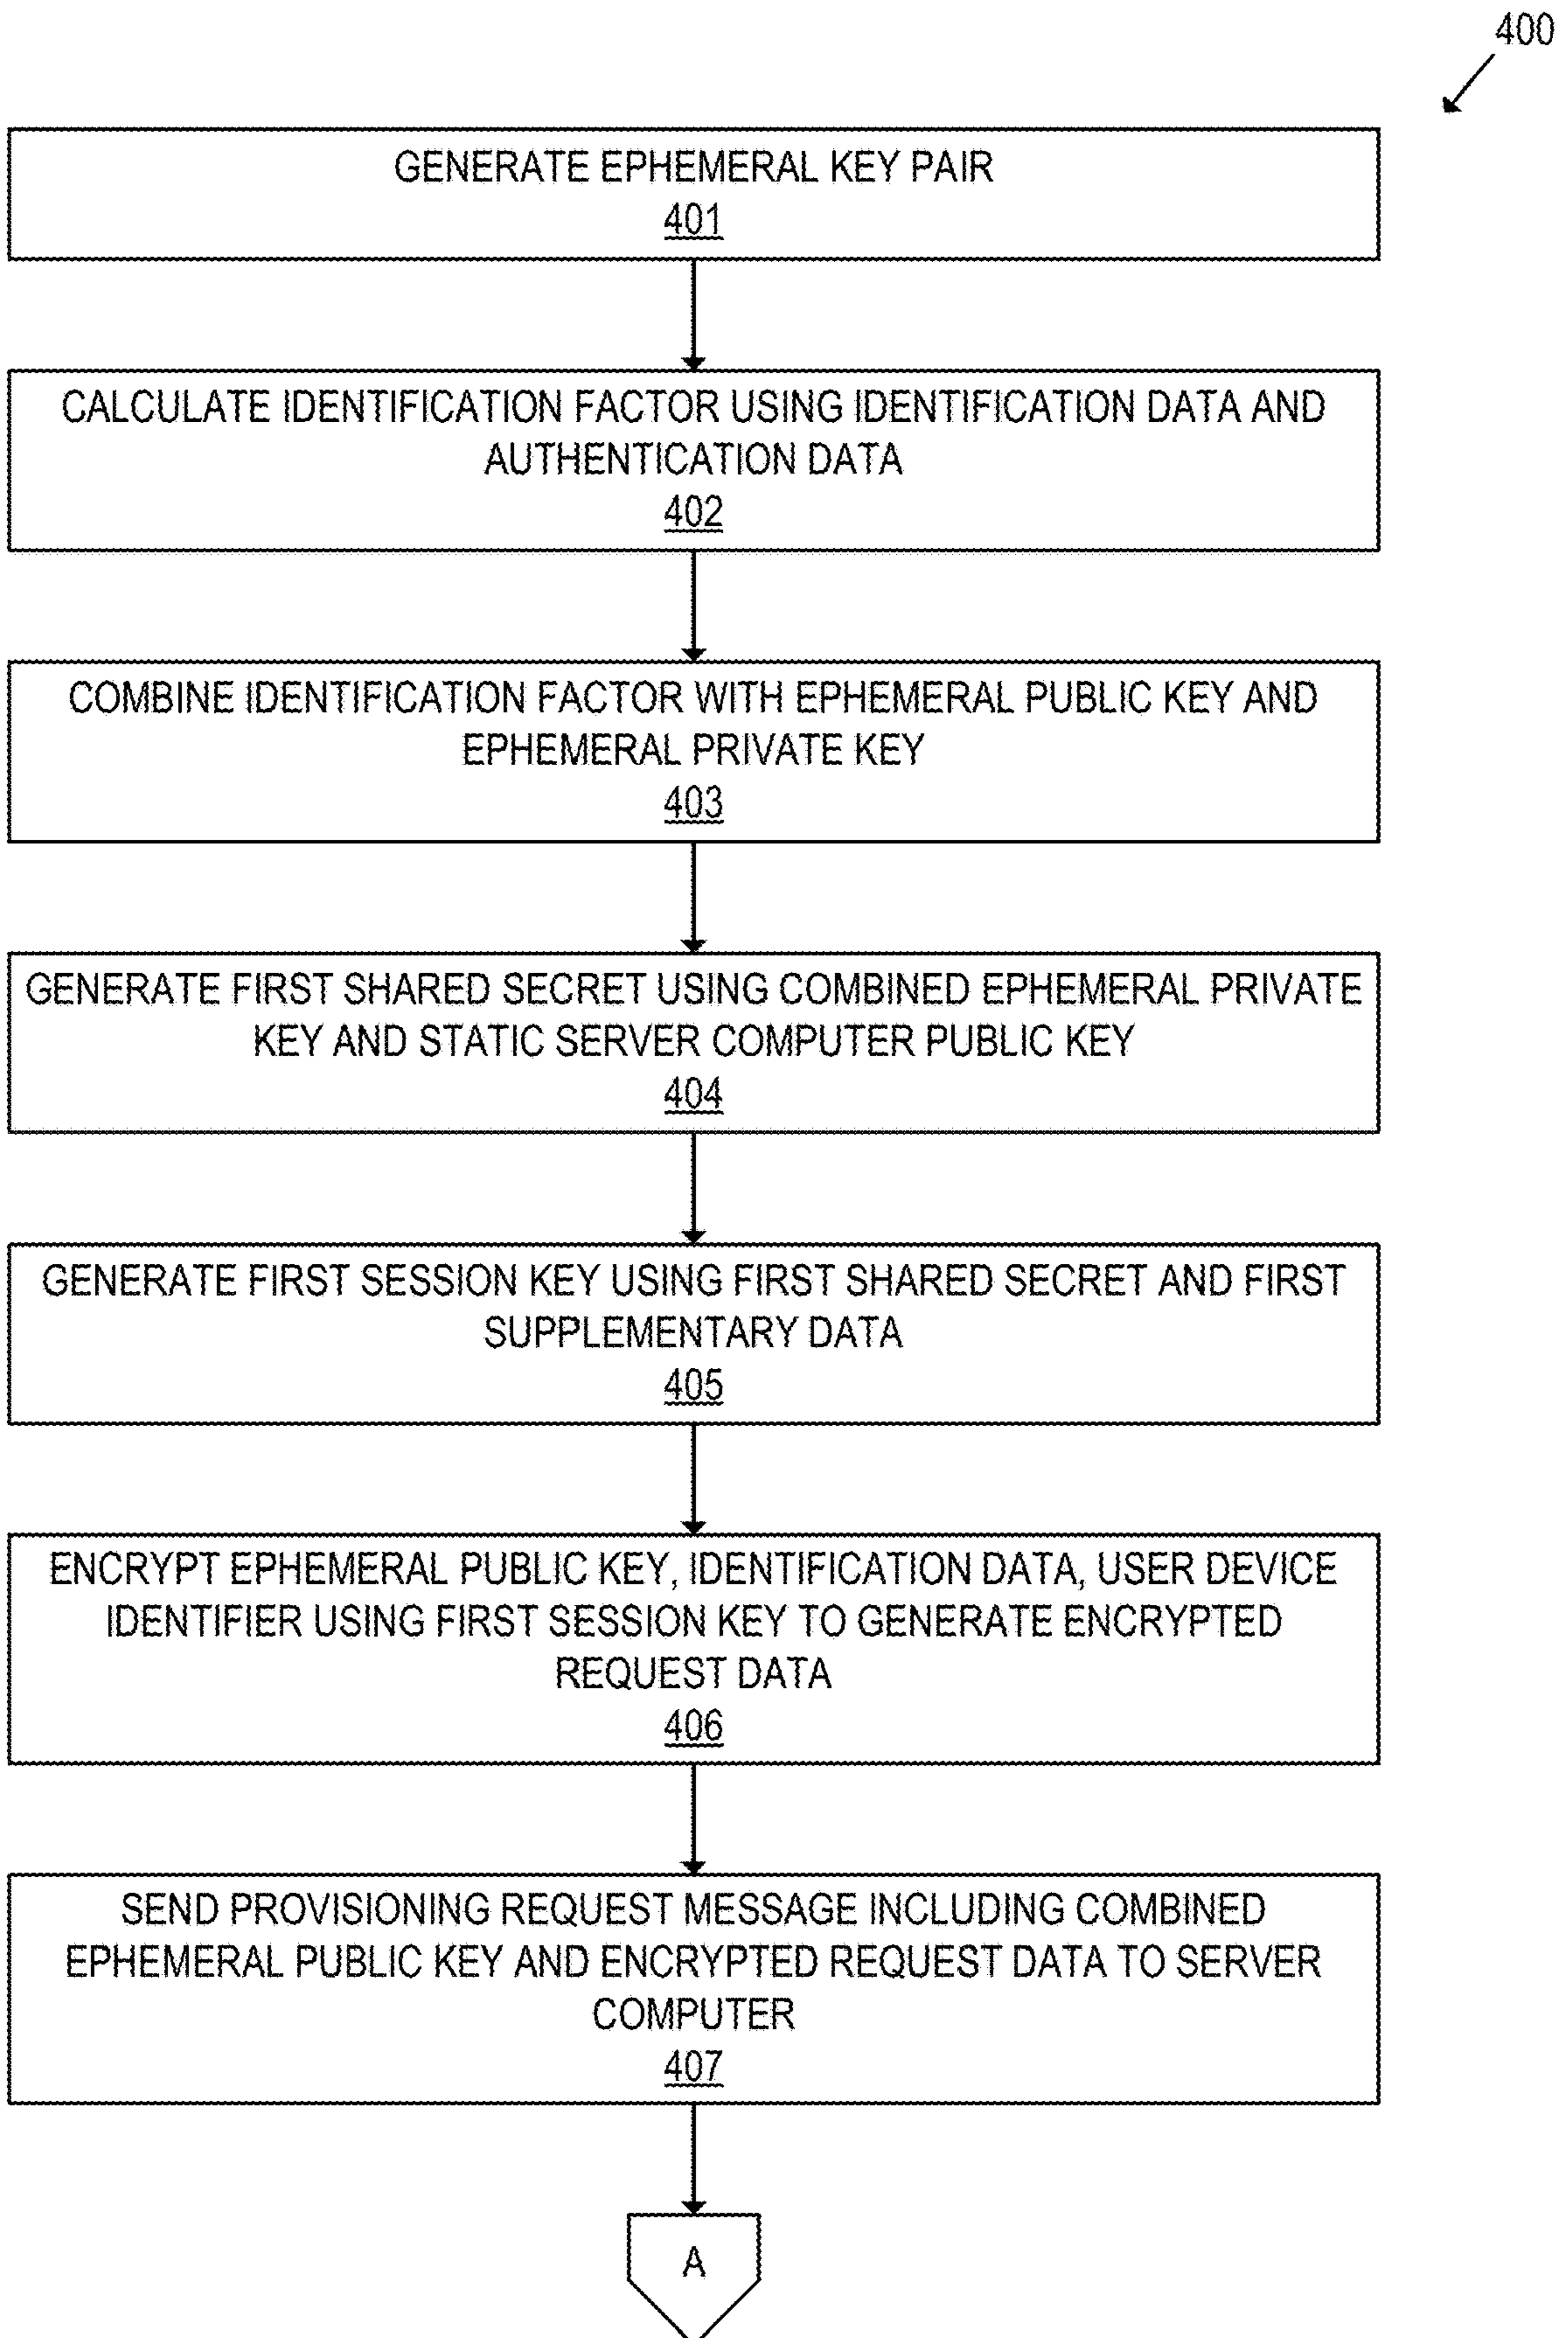 400
GENERATE EPHEMERAL KEY PAIR
401
CALCULATE IDENTIFICATION FACTOR USING IDENTIFICATION DATA AND
AUTHENTICATION DATA
402
COMBINE IDENTIFICATION FACTOR WITH EPHEMERAL PUBLIC KEY AND
EPHEMERAL PRIVATE KEY
403
GENERATE FIRST SHARED SECRET USING COMBINED EPHEMERAL PRIVATE
KEY AND STATIC SERVER COMPUTER PUBLIC KEY
404
GENERATE FIRST SESSION KEY USING FIRST SHARED SECRET AND FIRST
SUPPLEMENTARY DATA
405
ENCRYPT EPHEMERAL PUBLIC KEY, IDENTIFICATION DATA, USER DEVICE
IDENTIFIER USING FIRST SESSION KEY TO GENERATE ENCRYPTED
REQUEST DATA
406
SEND PROVISIONING REQUEST MESSAGE INCLUDING COMBINED
EPHEMERAL PUBLIC KEY AND ENCRYPTED REQUEST DATA TO SERVER
COMPUTER
407
A